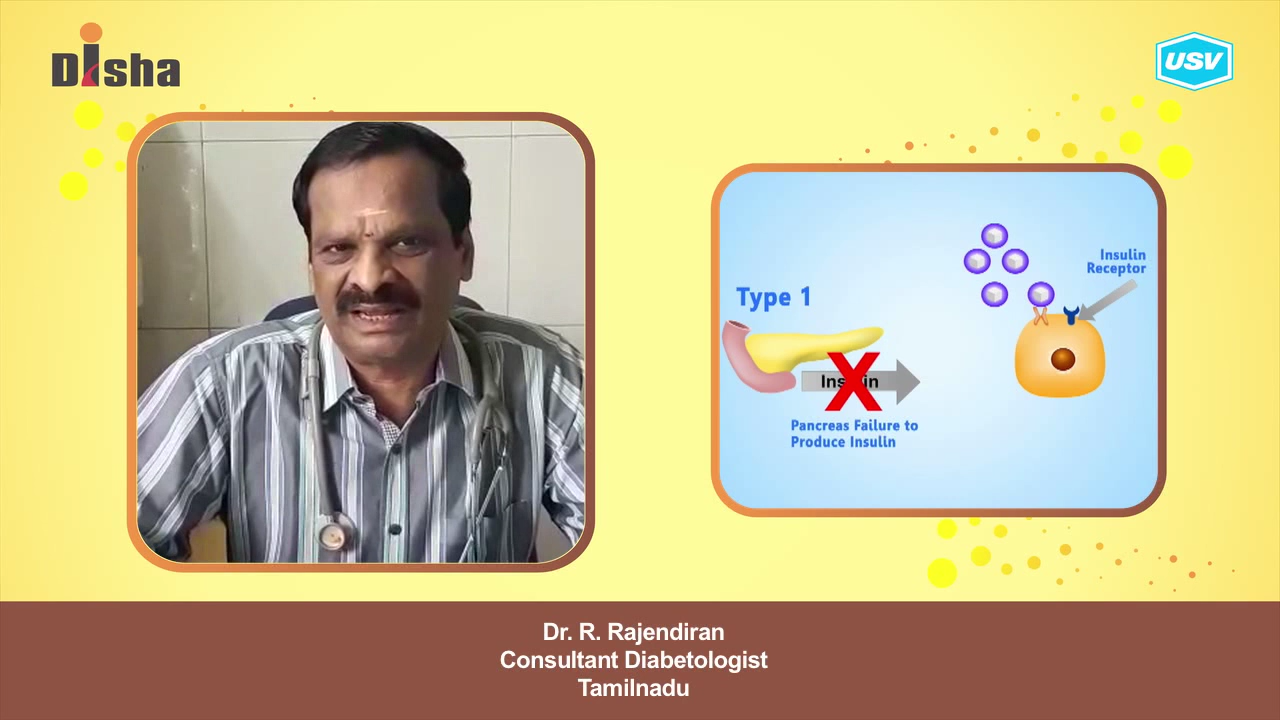 Disha
USV
Type 1
Insulin
Pancreas Failure to
Produce Insulin
Insulin
Receptor
Dr. R. Rajendiran
Consultant Diabetologist
Tamilnadu